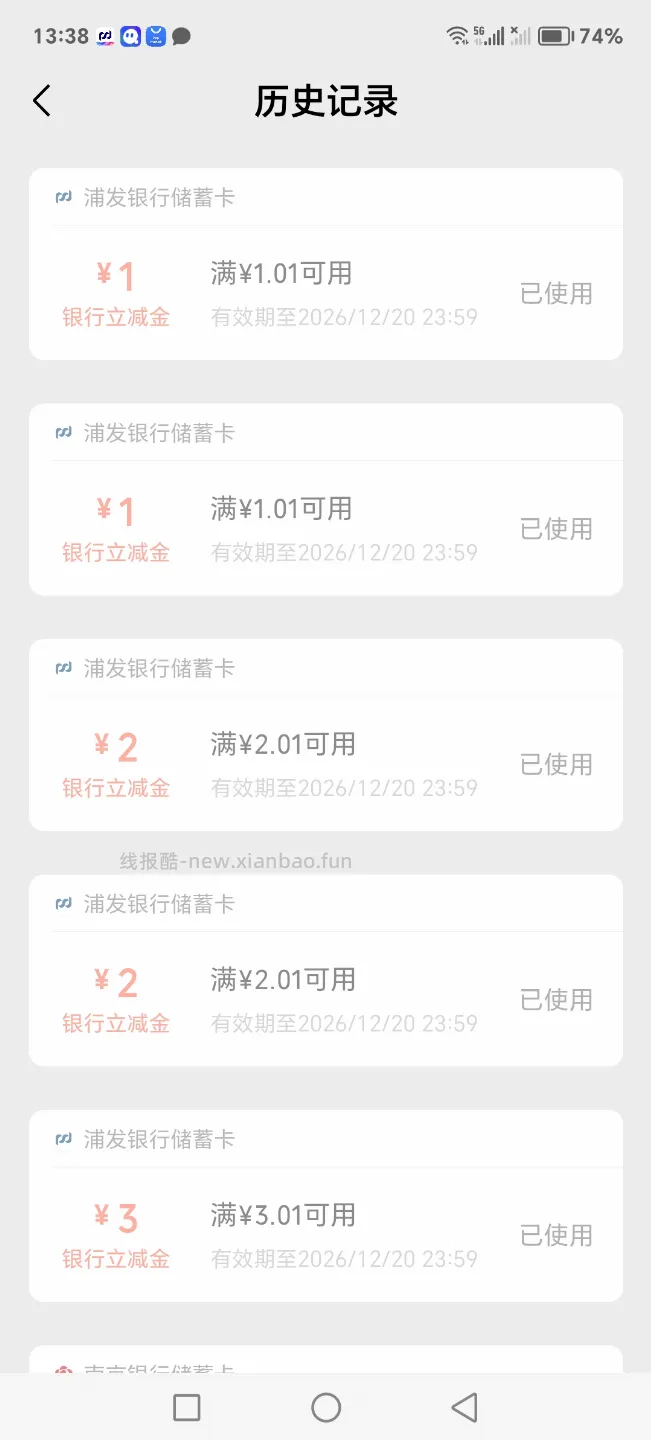 13:38 5G 74%
历史记录
浦发银行储蓄卡
¥1
满¥1.01可用
银行立减金
有效期至2026/12/20 23:59
已使用
浦发银行储蓄卡
¥1
满¥1.01可用
银行立减金
有效期至2026/12/20 23:59
已使用
浦发银行储蓄卡
¥2
满¥2.01可用
银行立减金
有效期至2026/12/20 23:59
已使用
线报酷-new.xianbao.fun
浦发银行储蓄卡
¥2
满¥2.01可用
银行立减金
有效期至2026/12/20 23:59
已使用
浦发银行储蓄卡
¥3
满¥3.01可用
银行立减金
有效期至2026/12/20 23:59
已使用
南京银行储蓄卡